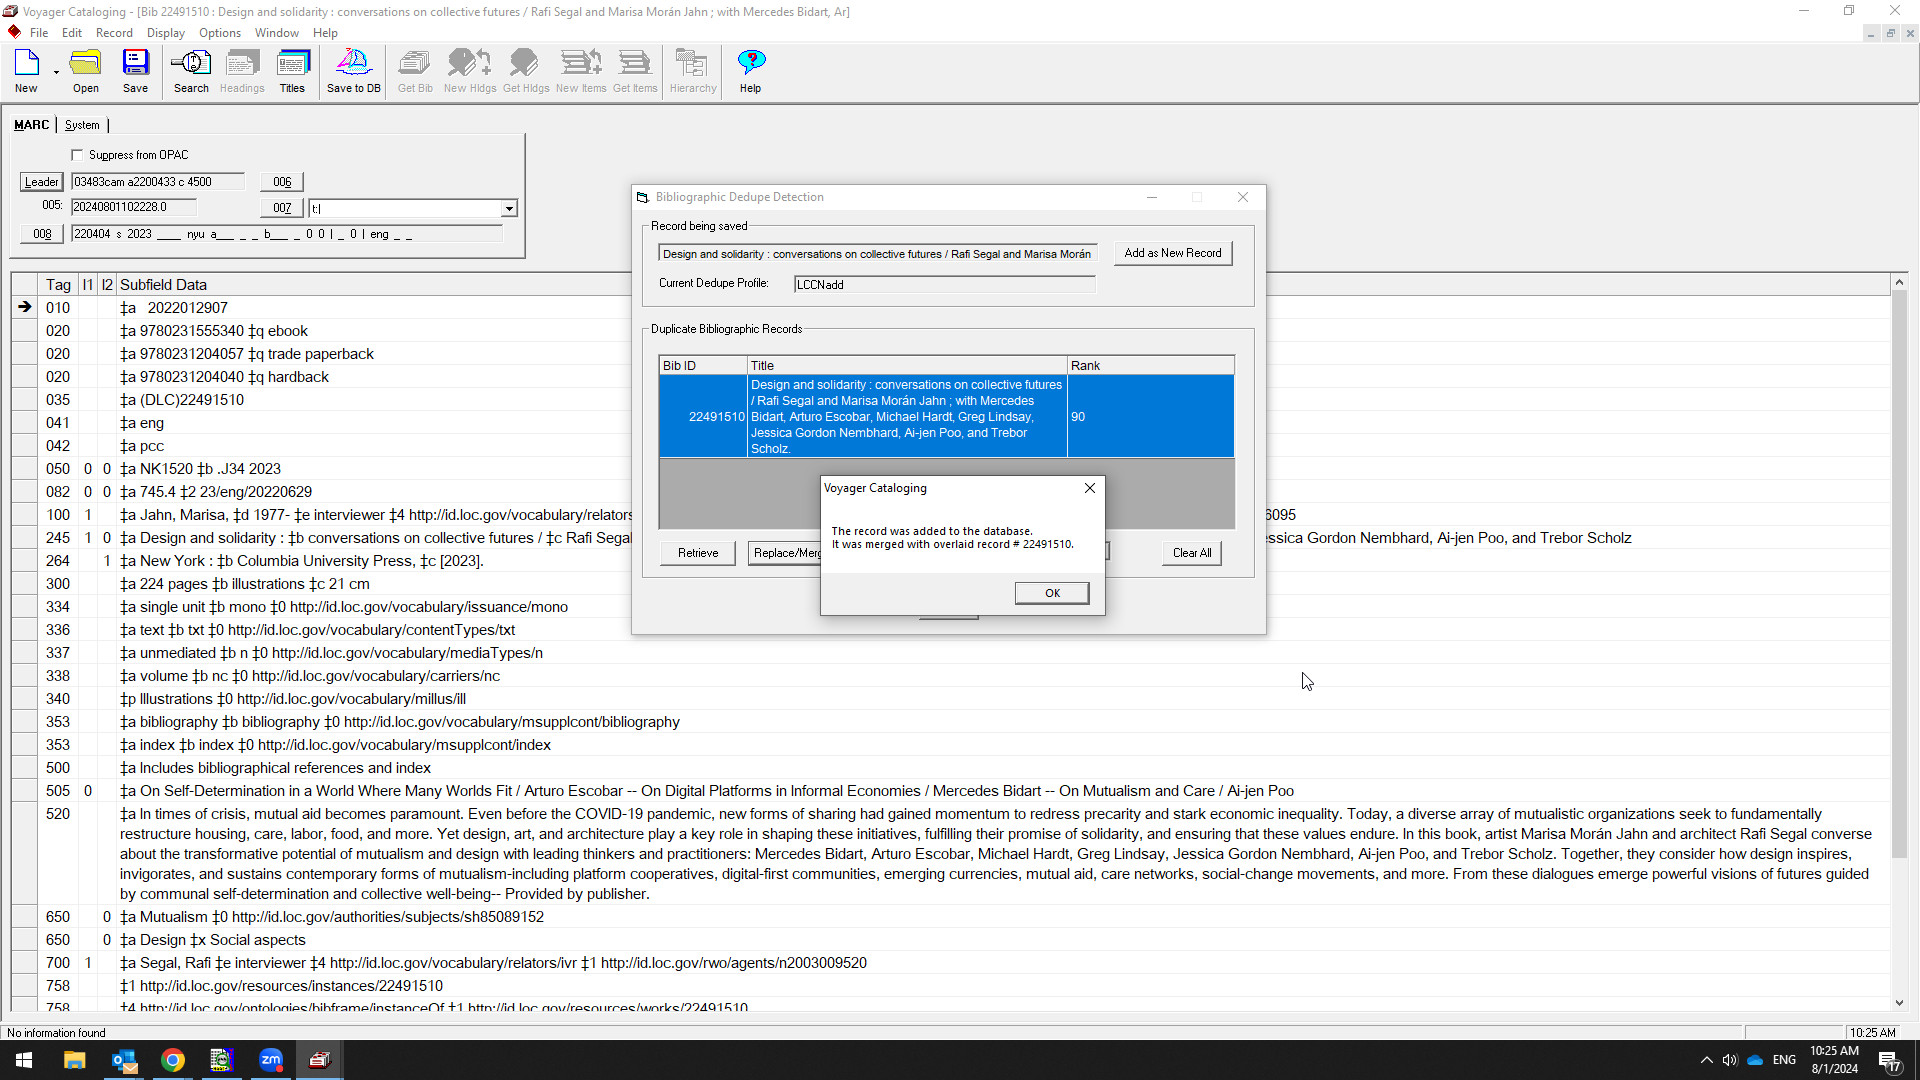 Voyager Cataloging - [Bib 22491510 : Design and solidarity : conversations on collective futures / Rafi Segal and Marisa Morán Jahn ; with Mercedes Bidart, Ar]
File Edit Record Display Options Window Help
New Open Save Search Headings Titles Save to DB Get Bib New Hldgs Get Hldgs New Items Get Items Hierarchy Help
MARC System
Suppress from OPAC
Leader 03483cam a2200433 c 4500 006
005: 20240801102228.0 007 t:|
008 220404 s 2023 ____ nyu a___ _ _ b___ _ 0 0 | _ 0 | eng _ _
Bibliographic Dedupe Detection
Record being saved
Design and solidarity : conversations on collective futures / Rafi Segal and Marisa Morán
Add as New Record
Current Dedupe Profile: LCCNadd
Duplicate Bibliographic Records
Bib ID Title Rank
22491510 Design and solidarity : conversations on collective futures
/ Rafi Segal and Marisa Morán Jahn ; with Mercedes
Bidart, Arturo Escobar, Michael Hardt, Greg Lindsay,
Jessica Gordon Nembhard, Ai-jen Poo, and Trebor
Scholz.
90
Retrieve Replace/Merg Clear All
Voyager Cataloging
The record was added to the database.
It was merged with overlaid record # 22491510.
OK
Tag I1 I2 Subfield Data
010 ‡a 2022012907
020 ‡a 9780231555340 ‡q ebook
020 ‡a 9780231204057 ‡q trade paperback
020 ‡a 9780231204040 ‡q hardback
035 ‡a (DLC)22491510
041 ‡a eng
042 ‡a pcc
050 0 0 ‡a NK1520 ‡b .J34 2023
082 0 0 ‡a 745.4 ‡2 23/eng/20220629
100 1 ‡a Jahn, Marisa, ‡d 1977- ‡e interviewer ‡4 http://id.loc.gov/vocabulary/relators 6095
245 1 0 ‡a Design and solidarity : ‡b conversations on collective futures / ‡c Rafi Segal essica Gordon Nembhard, Ai-jen Poo, and Trebor Scholz
264 1 ‡a New York : ‡b Columbia University Press, ‡c [2023].
300 ‡a 224 pages ‡b illustrations ‡c 21 cm
334 ‡a single unit ‡b mono ‡0 http://id.loc.gov/vocabulary/issuance/mono
336 ‡a text ‡b txt ‡0 http://id.loc.gov/vocabulary/contentTypes/txt
337 ‡a unmediated ‡b n ‡0 http://id.loc.gov/vocabulary/mediaTypes/n
338 ‡a volume ‡b nc ‡0 http://id.loc.gov/vocabulary/carriers/nc
340 ‡p Illustrations ‡0 http://id.loc.gov/vocabulary/millus/ill
353 ‡a bibliography ‡b bibliography ‡0 http://id.loc.gov/vocabulary/msupplcont/bibliography
353 ‡a index ‡b index ‡0 http://id.loc.gov/vocabulary/msupplcont/index
500 ‡a Includes bibliographical references and index
505 0 ‡a On Self-Determination in a World Where Many Worlds Fit / Arturo Escobar -- On Digital Platforms in Informal Economies / Mercedes Bidart -- On Mutualism and Care / Ai-jen Poo
520 ‡a In times of crisis, mutual aid becomes paramount. Even before the COVID-19 pandemic, new forms of sharing had gained momentum to redress precarity and stark economic inequality. Today, a diverse array of mutualistic organizations seek to fundamentally
restructure housing, care, labor, food, and more. Yet design, art, and architecture play a key role in shaping these initiatives, fulfilling their promise of solidarity, and ensuring that these values endure. In this book, artist Marisa Morán Jahn and architect Rafi Segal converse
about the transformative potential of mutualism and design with leading thinkers and practitioners: Mercedes Bidart, Arturo Escobar, Michael Hardt, Greg Lindsay, Jessica Gordon Nembhard, Ai-jen Poo, and Trebor Scholz. Together, they consider how design inspires,
invigorates, and sustains contemporary forms of mutualism-including platform cooperatives, digital-first communities, emerging currencies, mutual aid, care networks, social-change movements, and more. From these dialogues emerge powerful visions of futures guided
by communal self-determination and collective well-being-- Provided by publisher.
650 0 ‡a Mutualism ‡0 http://id.loc.gov/authorities/subjects/sh85089152
650 0 ‡a Design ‡x Social aspects
700 1 ‡a Segal, Rafi ‡e interviewer ‡4 http://id.loc.gov/vocabulary/relators/ivr ‡1 http://id.loc.gov/rwo/agents/n2003009520
758 ‡1 http://id.loc.gov/resources/instances/22491510
758 ‡4 http://id.loc.gov/ontologies/bibframe/instanceOf ‡1 http://id.loc.gov/resources/works/22491510
No information found 10:25 AM
zm ENG 10:25 AM
8/1/2024
17